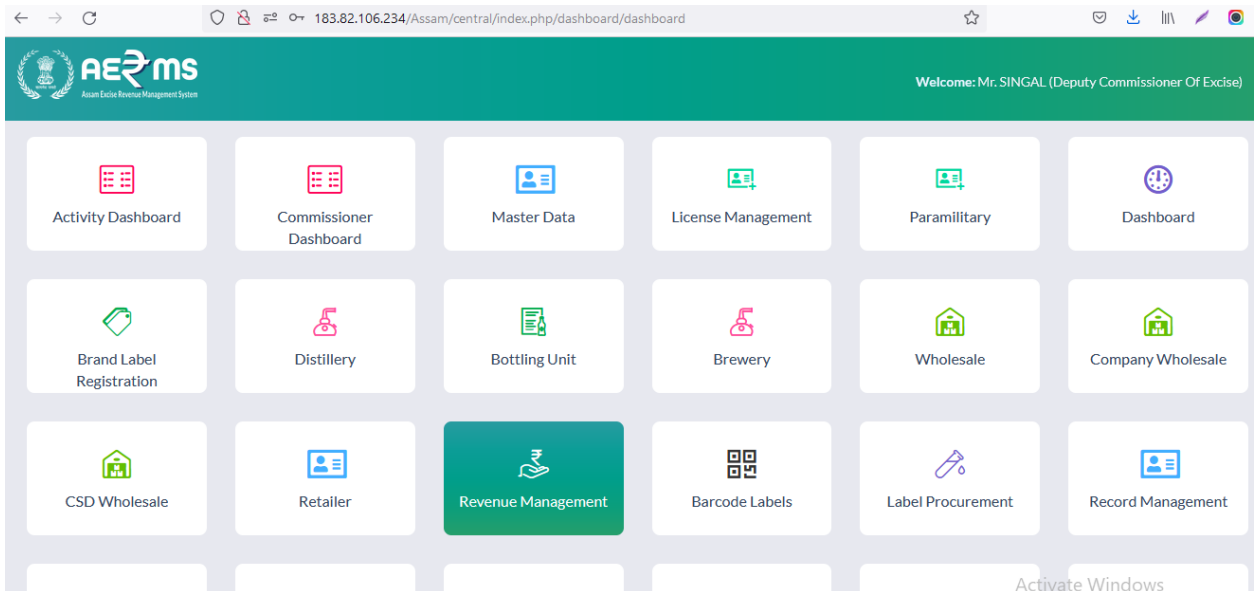 183.82.106.234/Assam/central/index.php/dashboard/dashboard
AE₹MS
Assam Excise Revenue Management System
Welcome: Mr. SINGAL (Deputy Commissioner Of Excise)
Activity Dashboard
Commissioner
Dashboard
Master Data
License Management
Paramilitary
Dashboard
Brand Label
Registration
Distillery
Bottling Unit
Brewery
Wholesale
Company Wholesale
CSD Wholesale
Retailer
Revenue Management
Barcode Labels
Label Procurement
Record Management
Activate Windows